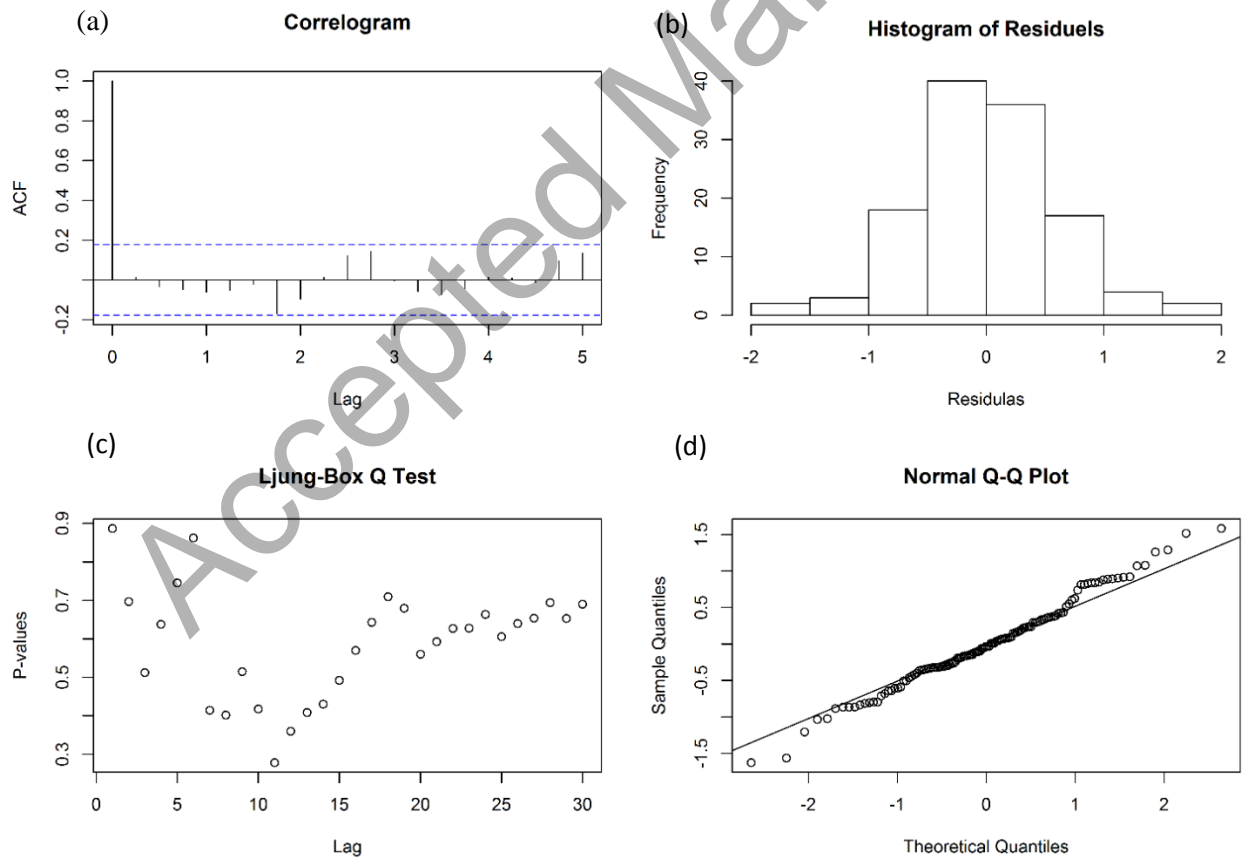 (a)
Correlogram
ACF
-0.2 0.2 0.4 0.6 0.8 1.0
0 1 2 3 4 5
Lag
(b)
Histogram of Residuels
Frequency
0 10 20 30 40
-2 -1 0 1 2
Residulas
(c)
Ljung-Box Q Test
P-values
0.3 0.5 0.7 0.9
0 5 10 15 20 25 30
Lag
(d)
Normal Q-Q Plot
Sample Quantiles
-1.5 -0.5 0.5 1.5
-2 -1 0 1 2
Theoretical Quantiles
Accepted Ma